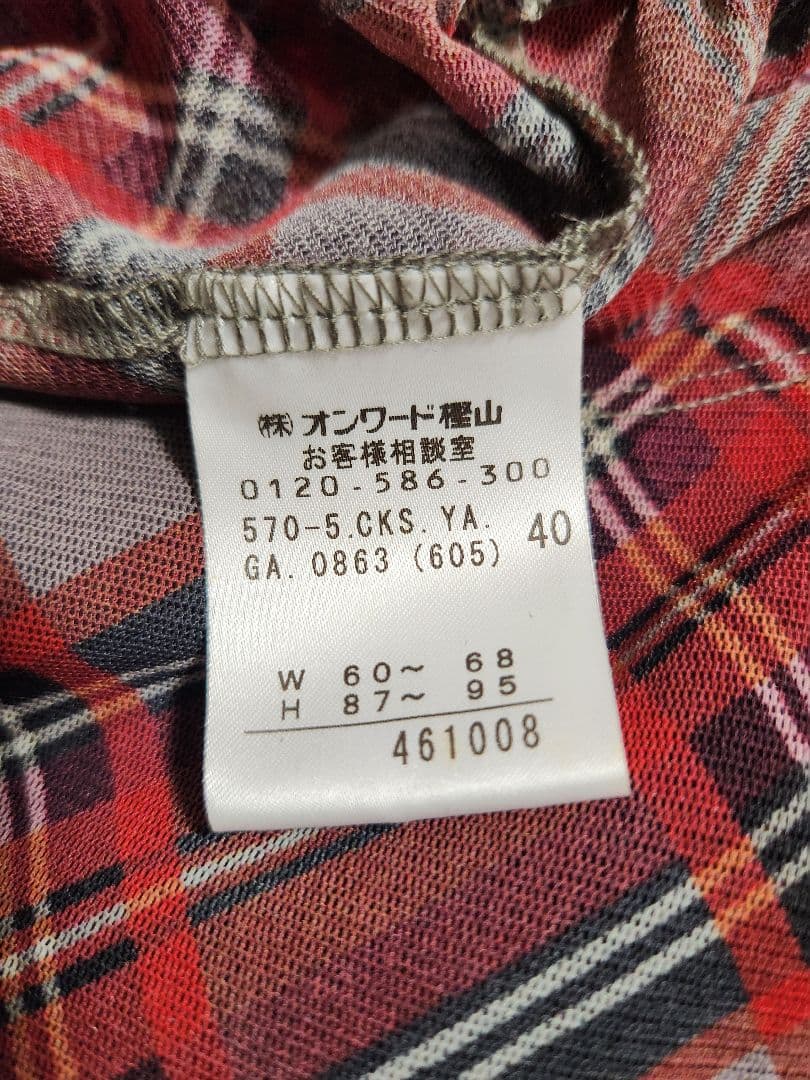 ㈱オンワード樫山
お客様相談室
0120-586-300
570-5.CKS.YA.
GA.0863 (605) 40
W 60〜 68
H 87〜 95
461008